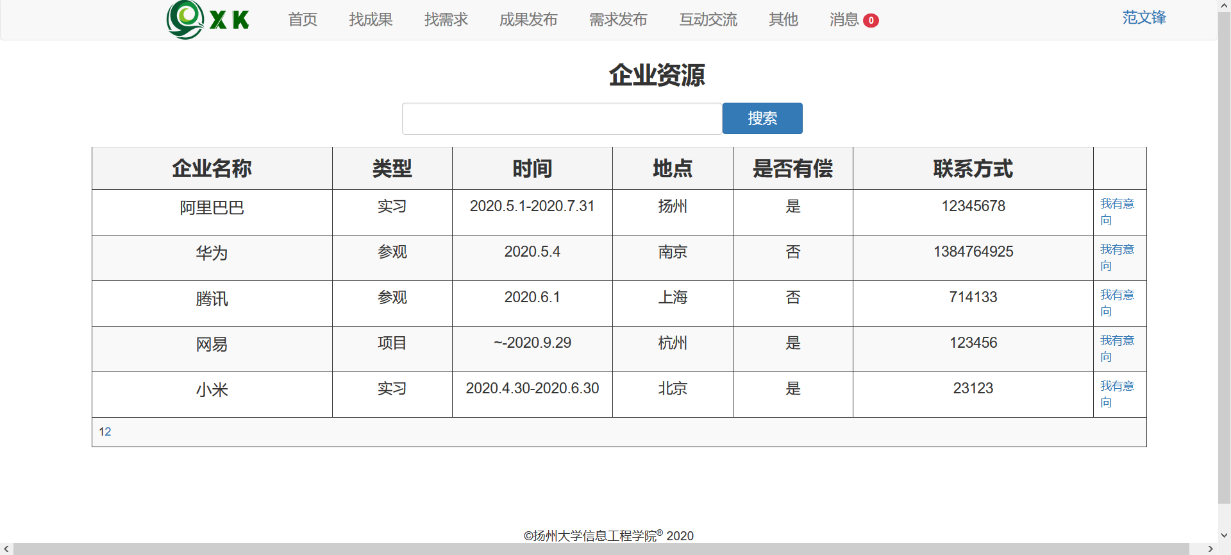 XK 首页 找成果 找需求 成果发布 需求发布 互动交流 其他 消息 0 范文锋
企业资源
搜索
企业名称 类型 时间 地点 是否有偿 联系方式
阿里巴巴 实习 2020.5.1-2020.7.31 扬州 是 12345678 我有意
向
华为 参观 2020.5.4 南京 否 1384764925 我有意
向
腾讯 参观 2020.6.1 上海 否 714133 我有意
向
网易 项目 ~-2020.9.29 杭州 是 123456 我有意
向
小米 实习 2020.4.30-2020.6.30 北京 是 23123 我有意
向
12
©扬州大学信息工程学院® 2020